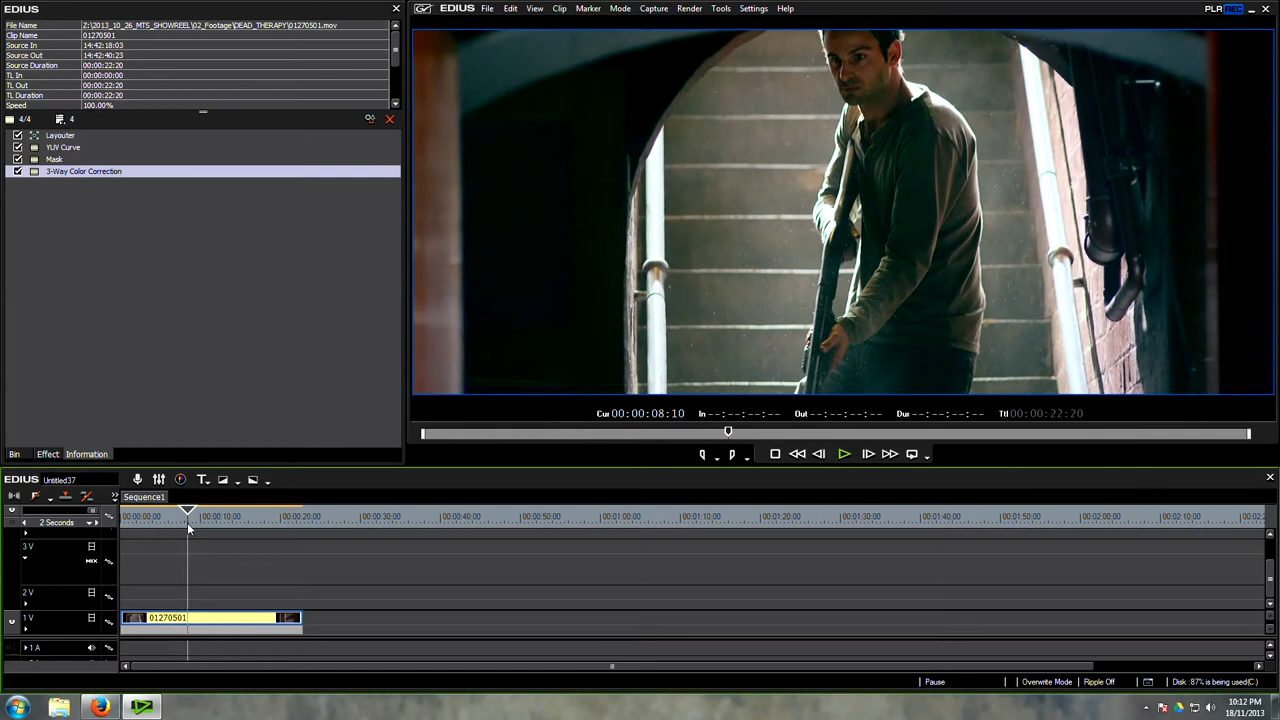 EDIUS
File Name Z:\2013_10_26_MTS_SHOWREEL\02_Footage\DEAD_THERAPY\01270501.mov
Clip Name 01270501
Source In 14:42:18:03
Source Out 14:42:40:23
Source Duration 00:00:22:20
TL In 00:00:00:00
TL Out 00:00:22:20
TL Duration 00:00:22:20
Speed 100.00%
4/4 4
Layouter
YUV Curve
Mask
3-Way Color Correction
Bin Effect Information
EDIUS File Edit View Clip Marker Mode Capture Render Tools Settings Help PLR REC
Cur 00:00:08:10 In --:--:--:-- Out --:--:--:-- Dur --:--:--:-- Ttl 00:00:22:20
EDIUS Untitled37
Sequence1
2 Seconds 00:00:00:00 00:00:10:00 00:00:20:00 00:00:30:00 00:00:40:00 00:00:50:00 00:01:00:00 00:01:10:00 00:01:20:00 00:01:30:00 00:01:40:00 00:01:50:00 00:02:00:00 00:02:10:00 00:02:2
3 V
MIX
2 V
1 V 01270501
1 A
Pause Overwrite Mode Ripple Off Disk :87% is being used(C:)
10:12 PM
18/11/2013